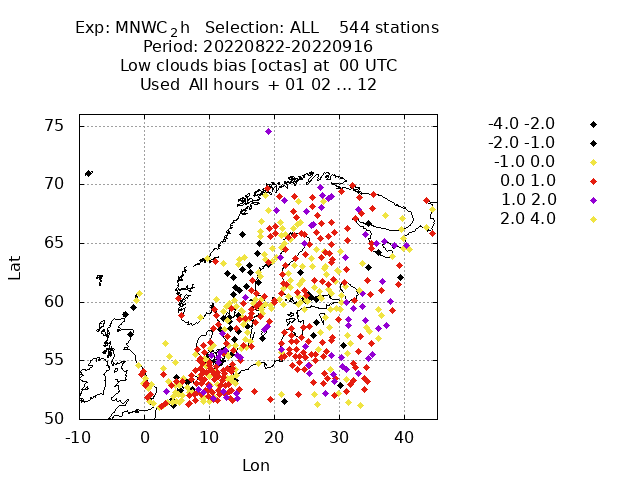 Exp: MNWC_2h   Selection: ALL    544 stations
Period: 20220822-20220916
Low clouds bias [octas] at  00 UTC
Used  All hours  + 01 02 ... 12
-4.0 -2.0
-2.0 -1.0
-1.0 0.0
0.0 1.0
1.0 2.0
2.0 4.0
75
70
65
60
55
50
Lat
-10 0 10 20 30 40
Lon